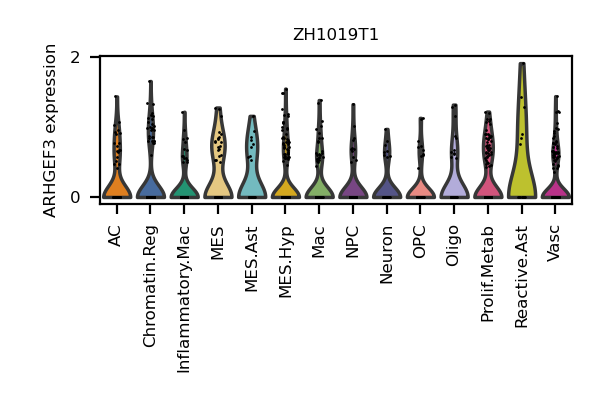 ZH1019T1
ARHGEF3 expression
2
0
AC
Chromatin.Reg
Inflammatory.Mac
MES
MES.Ast
MES.Hyp
Mac
NPC
Neuron
OPC
Oligo
Prolif.Metab
Reactive.Ast
Vasc